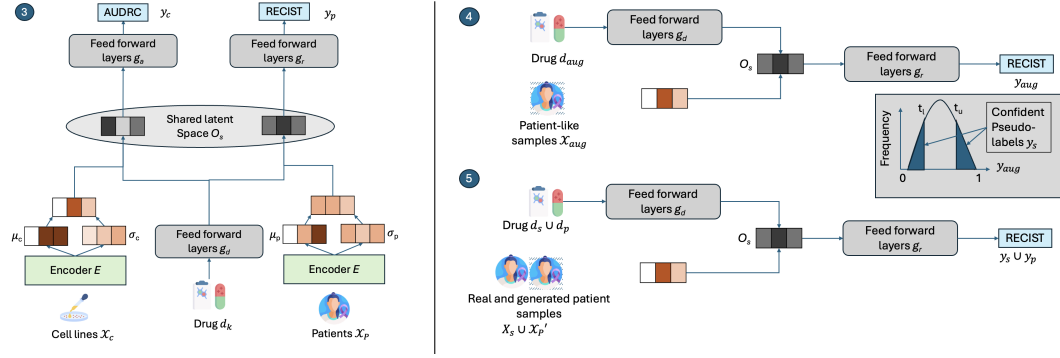 3
AUDRC
y_c
RECIST
y_p
Feed forward
layers g_a
Feed forward
layers g_r
Shared latent
Space O_s
μ_c
σ_c
μ_p
σ_p
Feed forward
layers g_d
Encoder E
Encoder E
Cell lines 𝒳_c
Drug d_k
Patients 𝒳_P
4
Drug d_aug
Feed forward
layers g_d
O_s
Feed forward
layers g_r
RECIST
y_aug
Patient-like
samples 𝒳_aug
Frequency
t_l
t_u
Confident
Pseudo-
labels y_s
0
1
y_aug
5
Drug d_s ∪ d_p
Feed forward
layers g_d
O_s
Feed forward
layers g_r
RECIST
y_s ∪ y_p
Real and generated patient
samples
X_s ∪ 𝒳_P'